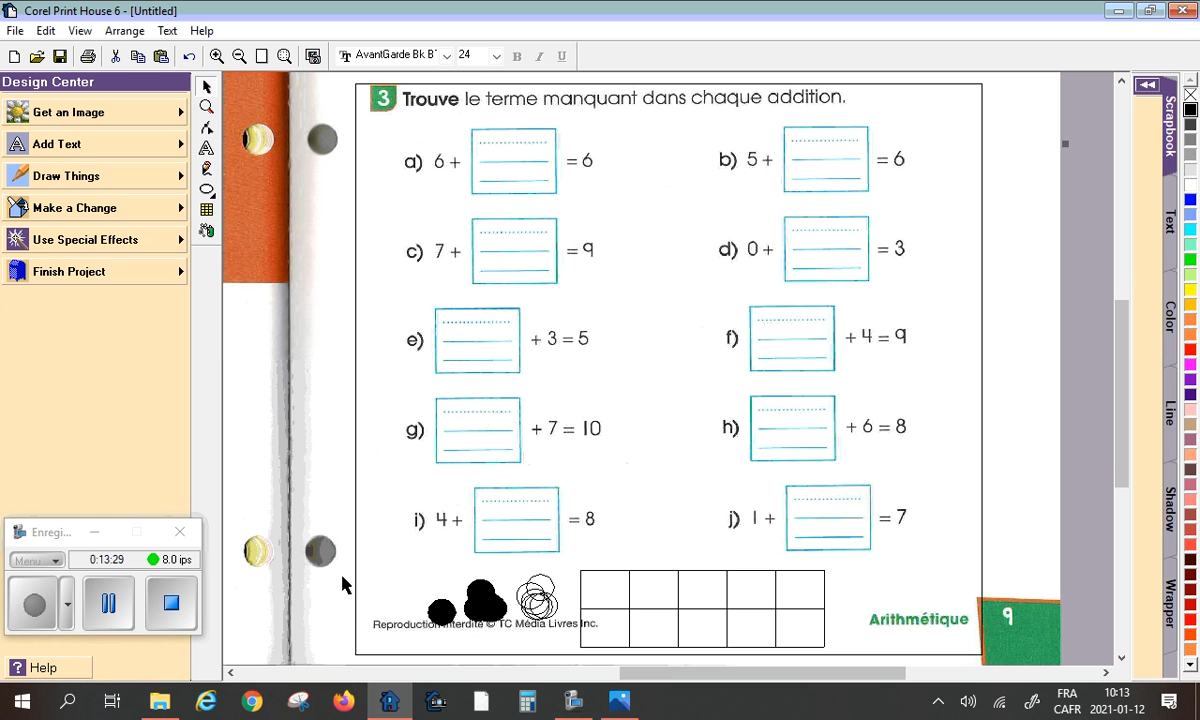 Corel Print House 6 - [Untitled]
File Edit View Arrange Text Help
AvantGarde Bk BT 24 B I U
Design Center
Get an Image
Add Text
Draw Things
Make a Change
Use Special Effects
Finish Project
3 Trouve le terme manquant dans chaque addition.
a) 6 + = 6
b) 5 + = 6
c) 7 + = 9
d) 0 + = 3
e) + 3 = 5
f) + 4 = 9
g) + 7 = 10
h) + 6 = 8
i) 4 + = 8
j) 1 + = 7
Reproduction interdite © TC Média Livres Inc.
Arithmétique 9
Scrapbook
Text
Color
Line
Shadow
Wrapper
Enregi...
Menu 0:13:29 8.0 ips
? Help
FRA 10:13
CAFR 2021-01-12